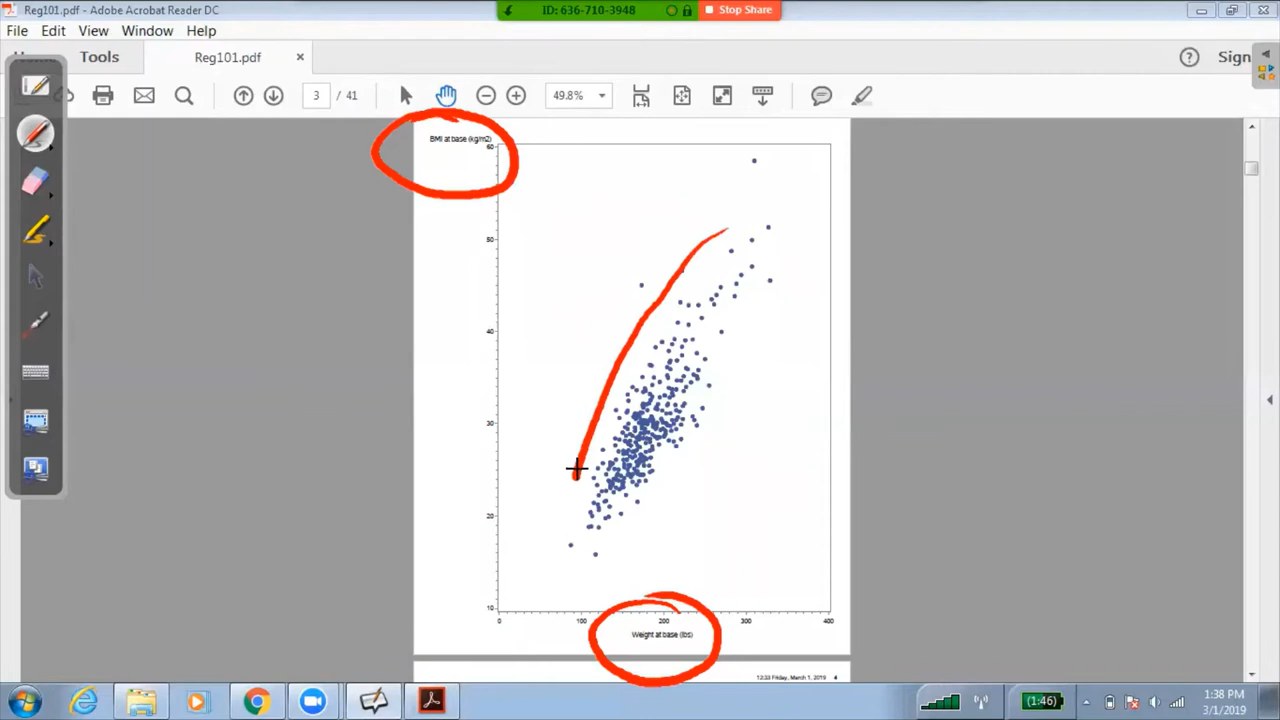 Reg101.pdf - Adobe Acrobat Reader DC
ID: 636-710-3948
Stop Share
File Edit View Window Help
Tools
Reg101.pdf
×
?
Sign
3 / 41
49.8%
BMI at base (kg/m2)
60
50
40
30
20
10
0 100 200 300 400
Weight at base (lbs)
12:33 Friday, March 1, 2019 4
(1:46)
1:38 PM
3/1/2019